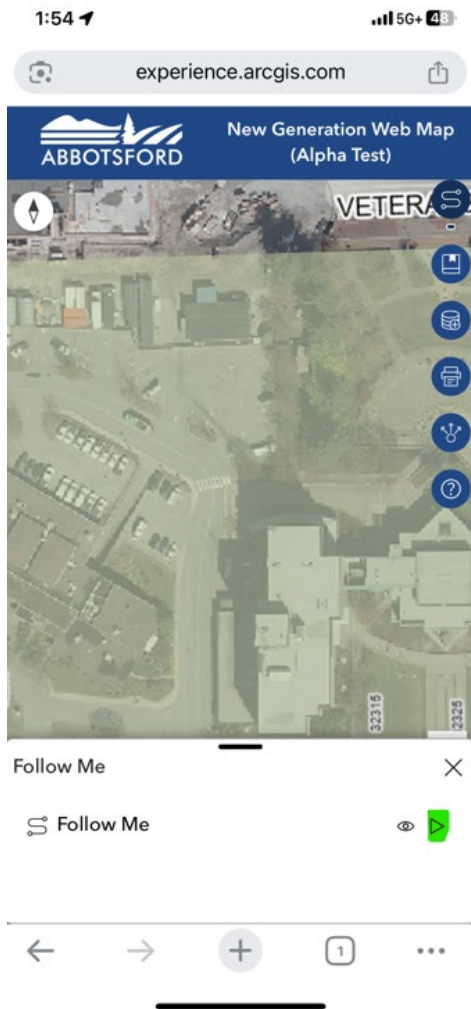 1:54
5G+ 48
experience.arcgis.com
ABBOTSFORD
New Generation Web Map
(Alpha Test)
VETERA
32315
2325
Follow Me
Follow Me
1